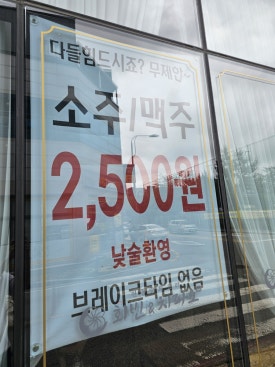 다들힘드시죠? 무제한~
소주/맥주
2,500원
낮술환영
브레이크타임 없음